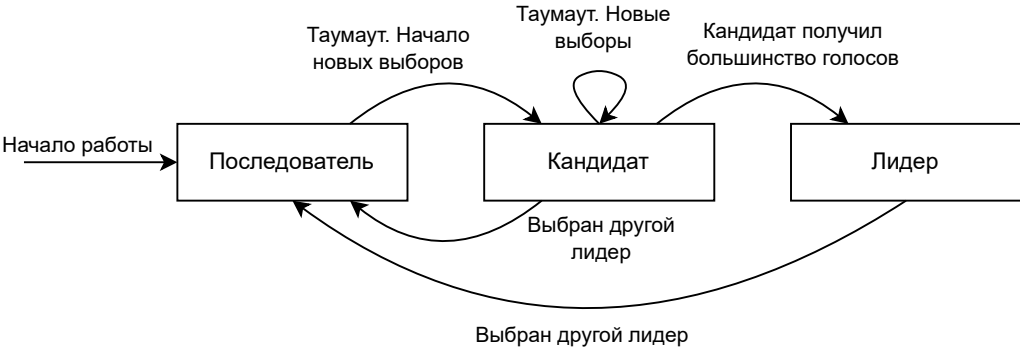 Таумаут. Новые
выборы
Таумаут. Начало
новых выборов
Кандидат получил
большинство голосов
Начало работы
Последователь
Кандидат
Лидер
Выбран другой
лидер
Выбран другой лидер